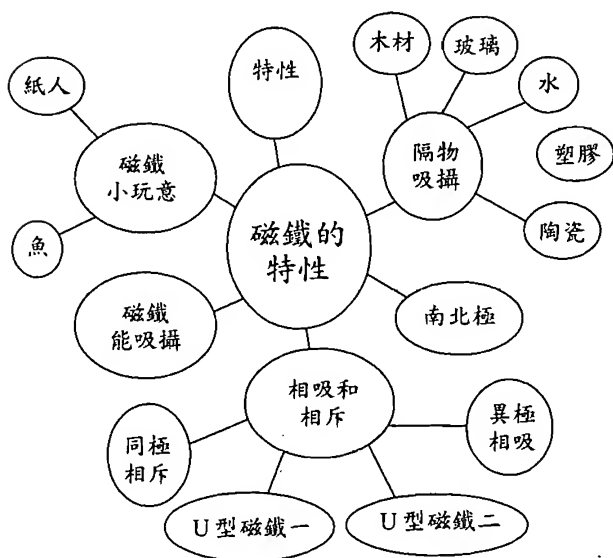 木材
玻璃
特性
紙人
水
磁鐵
小玩意
隔物
吸攝
塑膠
魚
磁鐵的
特性
陶瓷
磁鐵
能吸攝
南北極
相吸和
相斥
同極
相斥
異極
相吸
U型磁鐵一
U型磁鐵二